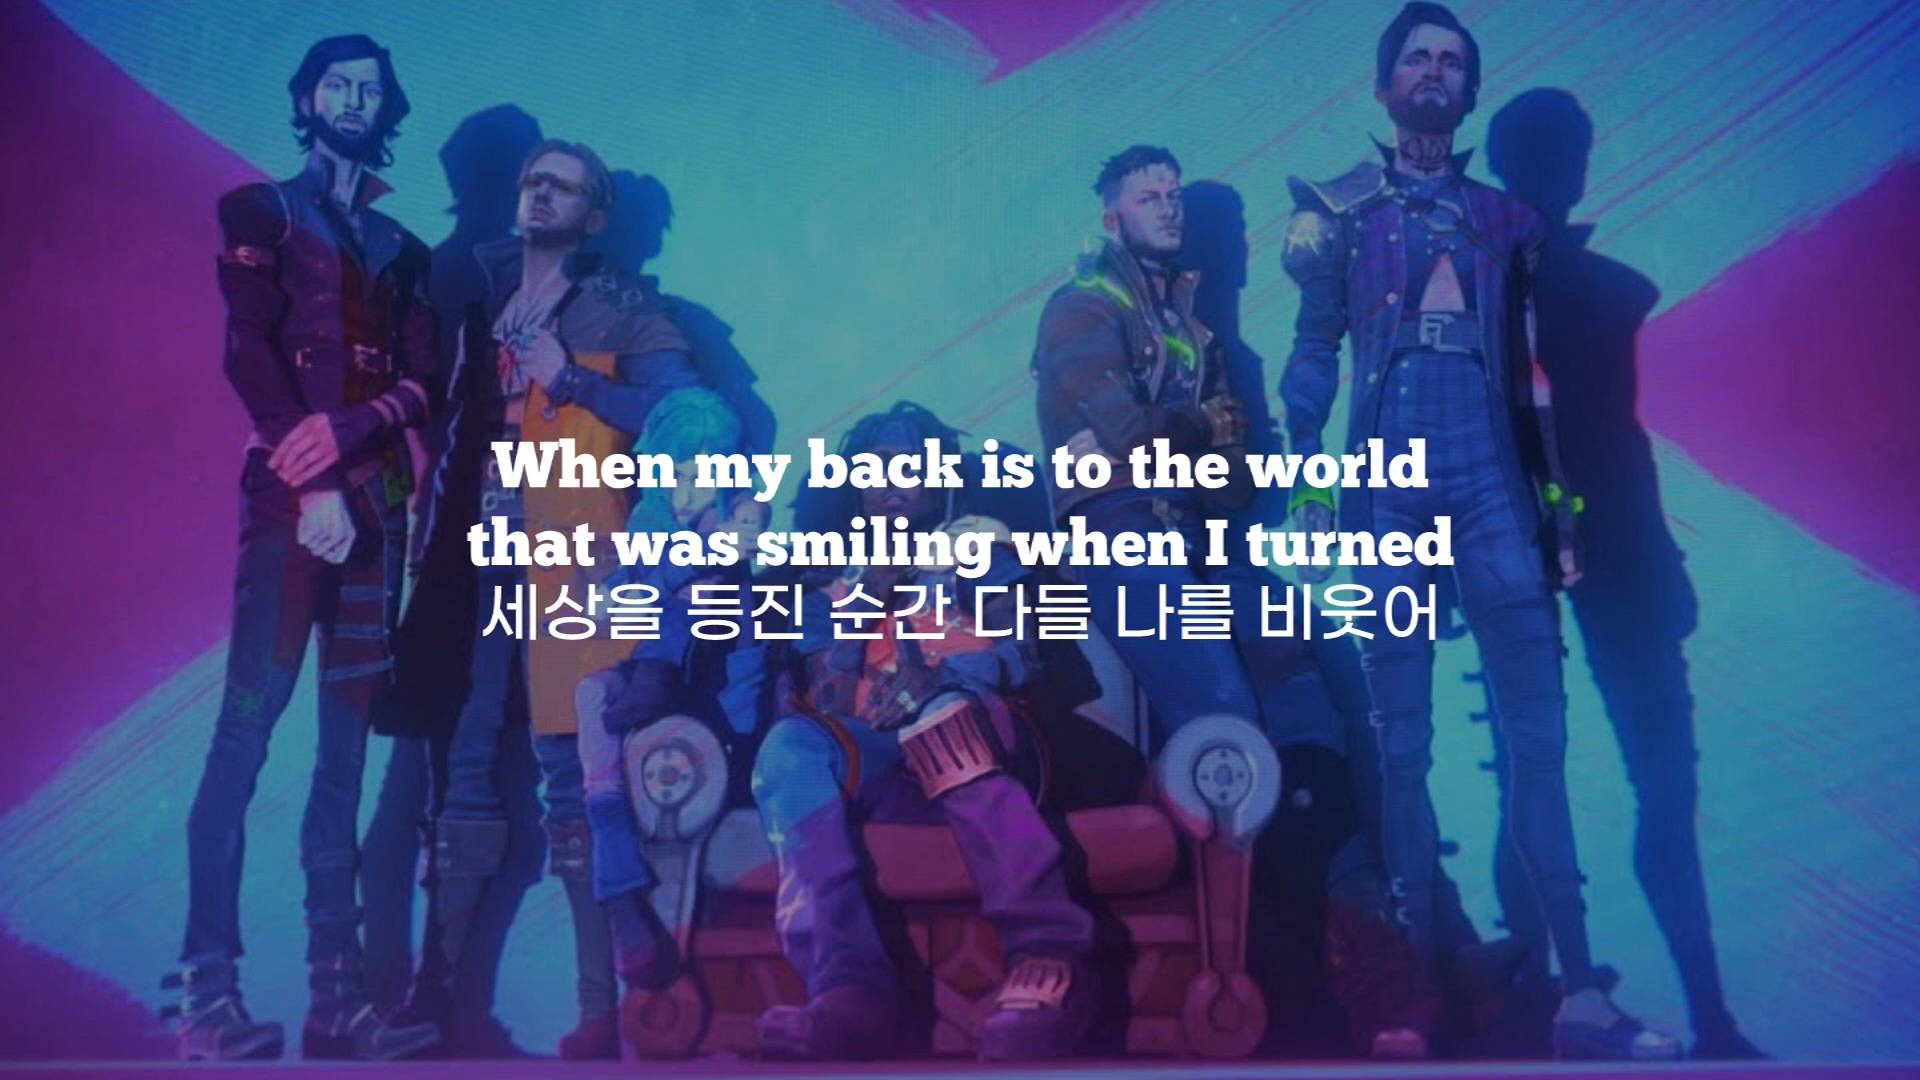 When my back is to the world
that was smiling when I turned
세상을 등진 순간 다들 나를 비웃어